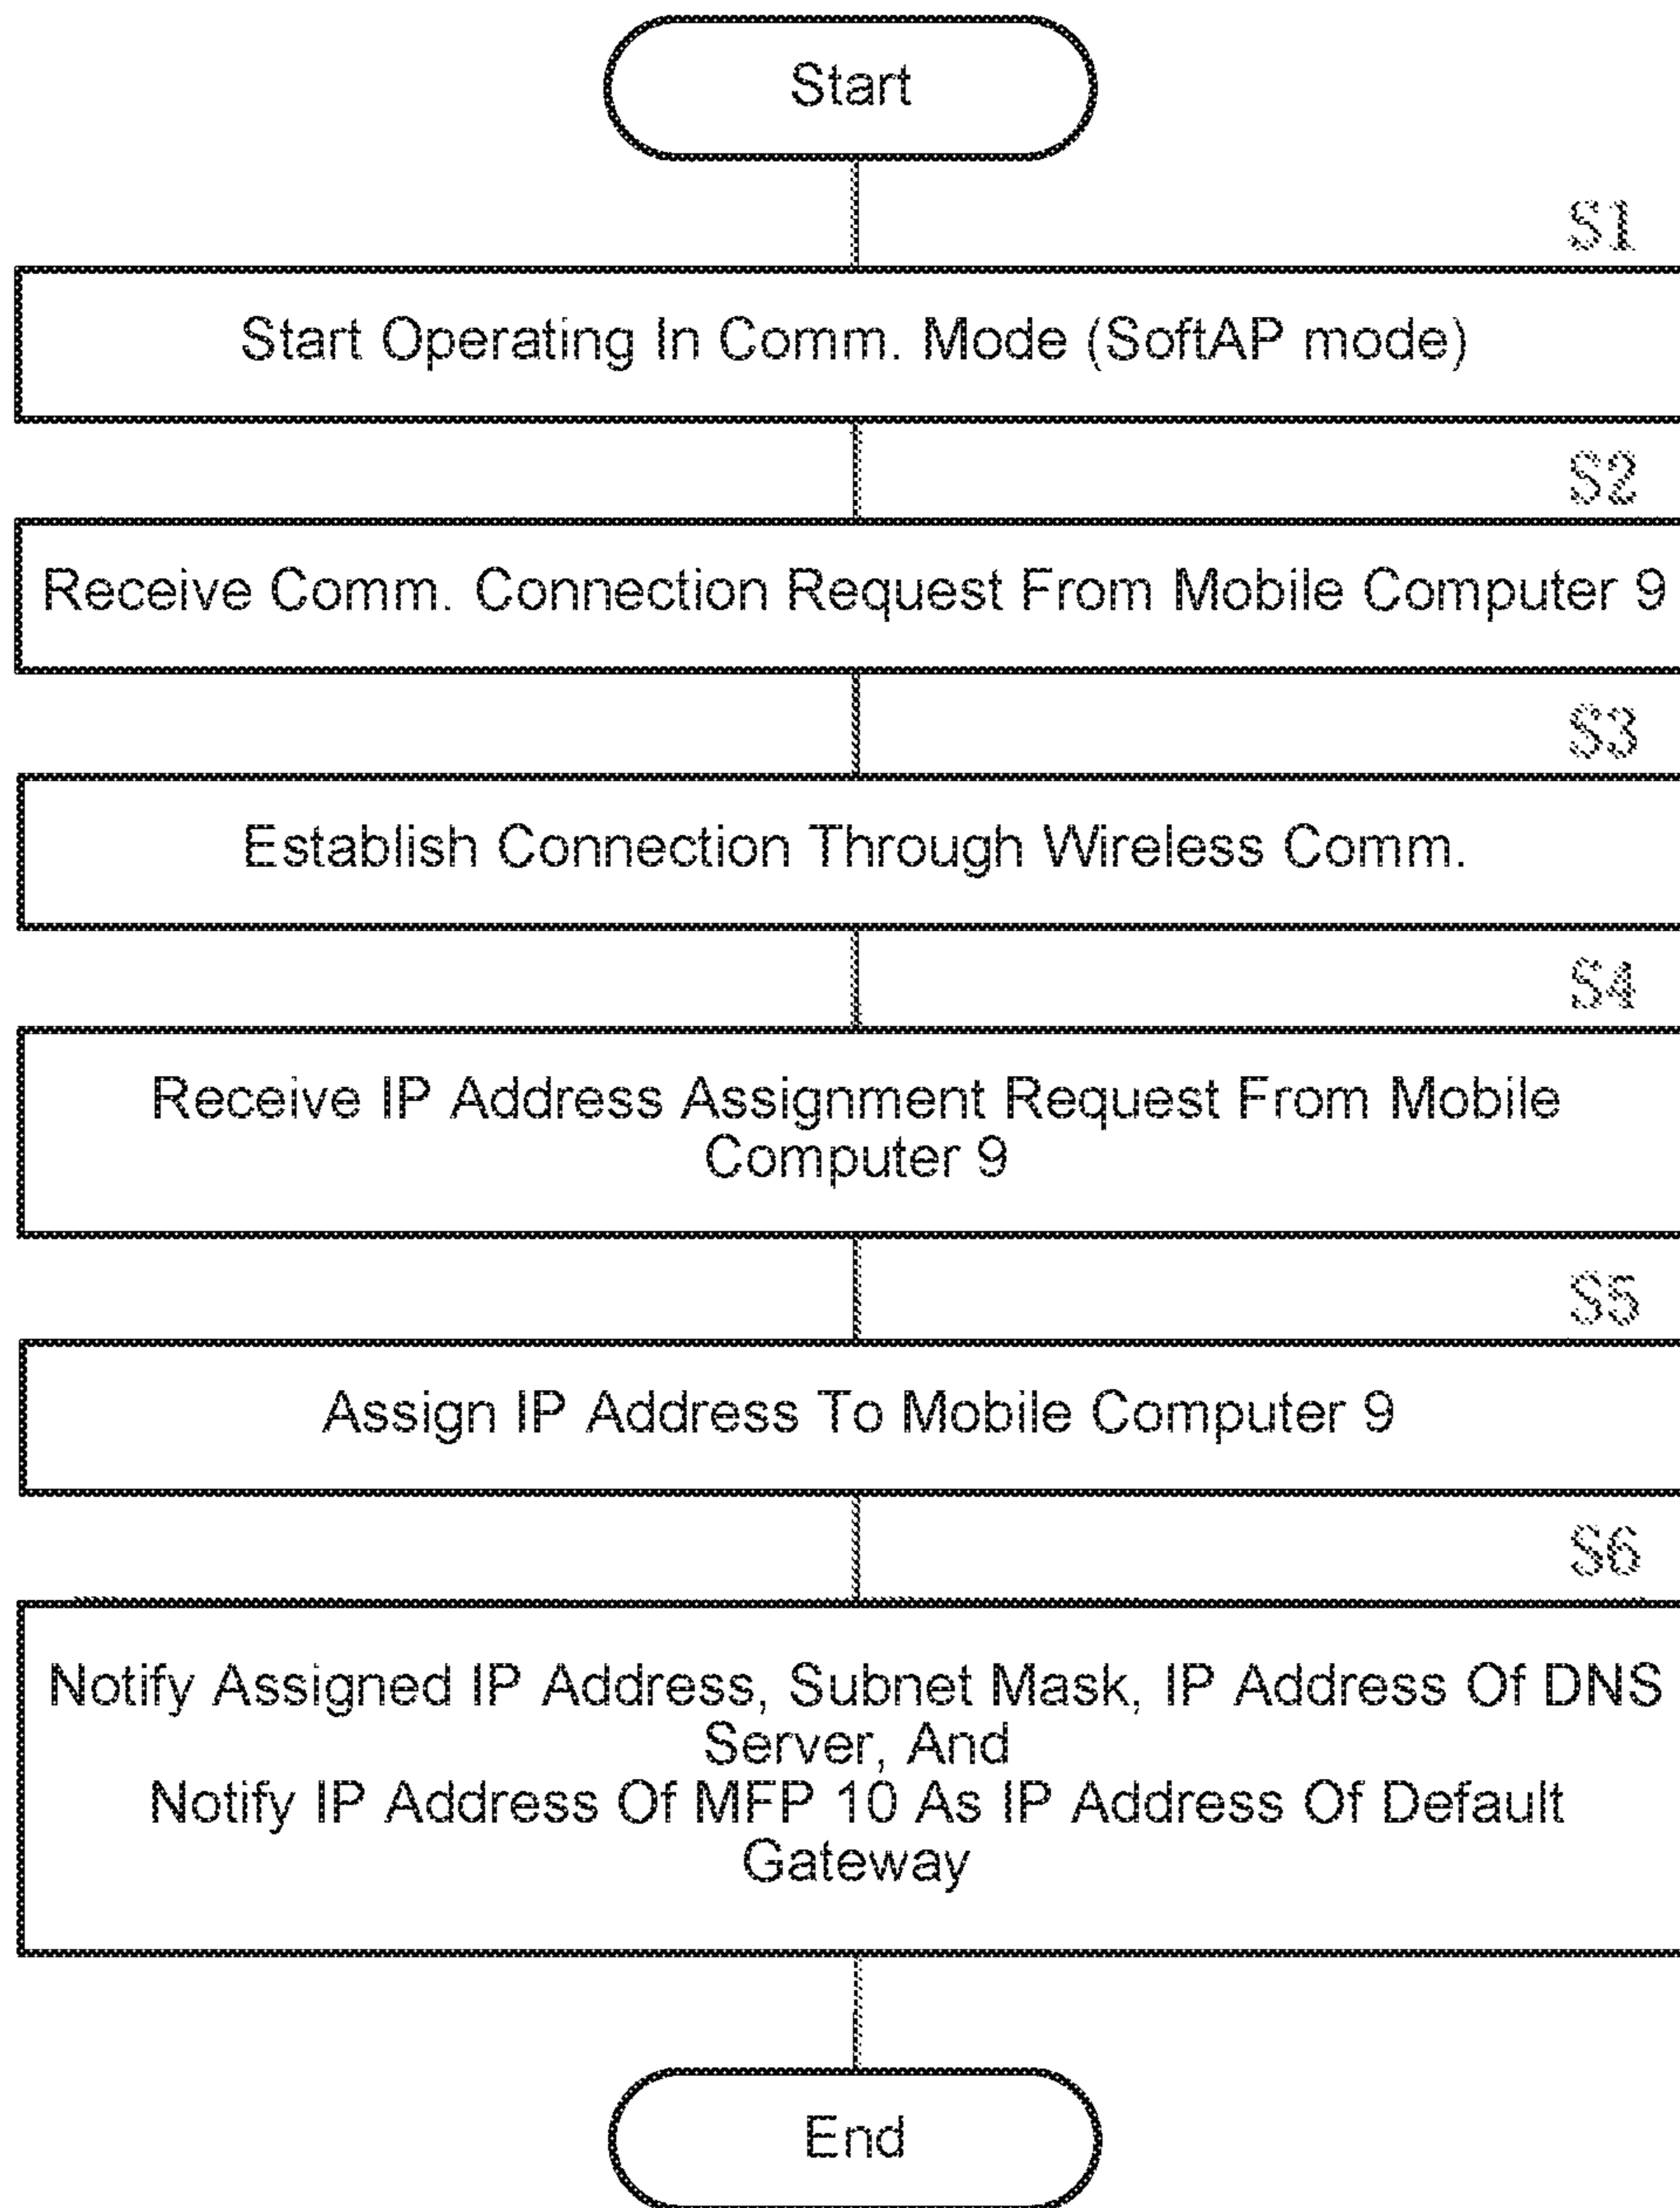 Start
S1
Start Operating In Comm. Mode (SoftAP mode)
S2
Receive Comm. Connection Request From Mobile Computer 9
S3
Establish Connection Through Wireless Comm.
S4
Receive IP Address Assignment Request From Mobile
Computer 9
S5
Assign IP Address To Mobile Computer 9
S6
Notify Assigned IP Address, Subnet Mask, IP Address Of DNS
Server, And
Notify IP Address Of MFP 10 As IP Address Of Default
Gateway
End